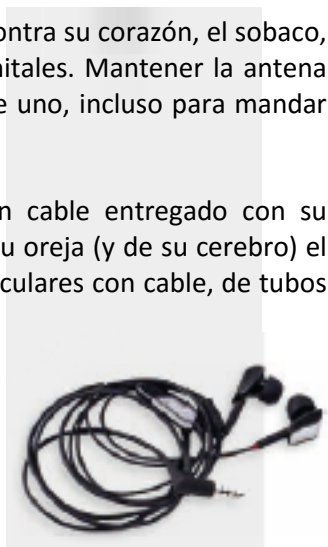 ontra su corazón, el sobaco,
nitales. Mantener la antena
e uno, incluso para mandar
n cable entregado con su
u oreja (y de su cerebro) el
culares con cable, de tubos